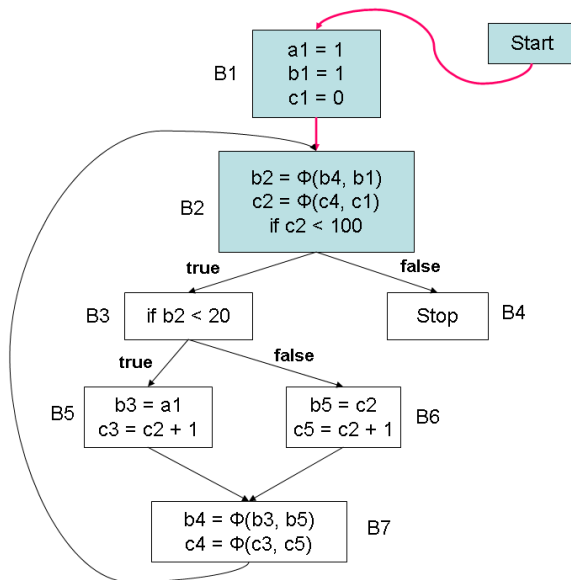 Start
B1
a1 = 1
b1 = 1
c1 = 0
B2
b2 = Φ(b4, b1)
c2 = Φ(c4, c1)
if c2 < 100
true
false
B3
if b2 < 20
Stop
B4
true
false
B5
b3 = a1
c3 = c2 + 1
b5 = c2
c5 = c2 + 1
B6
b4 = Φ(b3, b5)
c4 = Φ(c3, c5)
B7